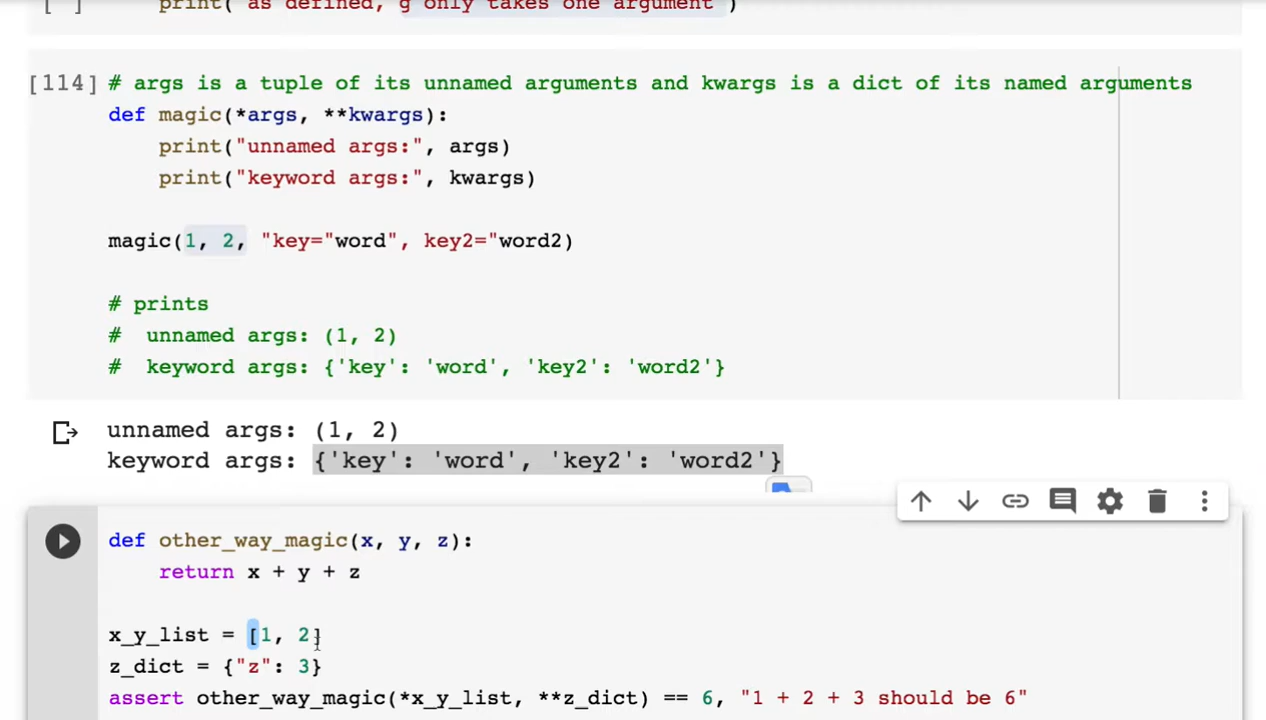 [ ] print("as defined, g only takes one argument")
[114] # args is a tuple of its unnamed arguments and kwargs is a dict of its named arguments
def magic(*args, **kwargs):
print("unnamed args:", args)
print("keyword args:", kwargs)
magic(1, 2, "key="word", key2="word2)
# prints
# unnamed args: (1, 2)
# keyword args: {'key': 'word', 'key2': 'word2'}
unnamed args: (1, 2)
keyword args: {'key': 'word', 'key2': 'word2'}
def other_way_magic(x, y, z):
return x + y + z
x_y_list = [1, 2]
z_dict = {"z": 3}
assert other_way_magic(*x_y_list, **z_dict) == 6, "1 + 2 + 3 should be 6"